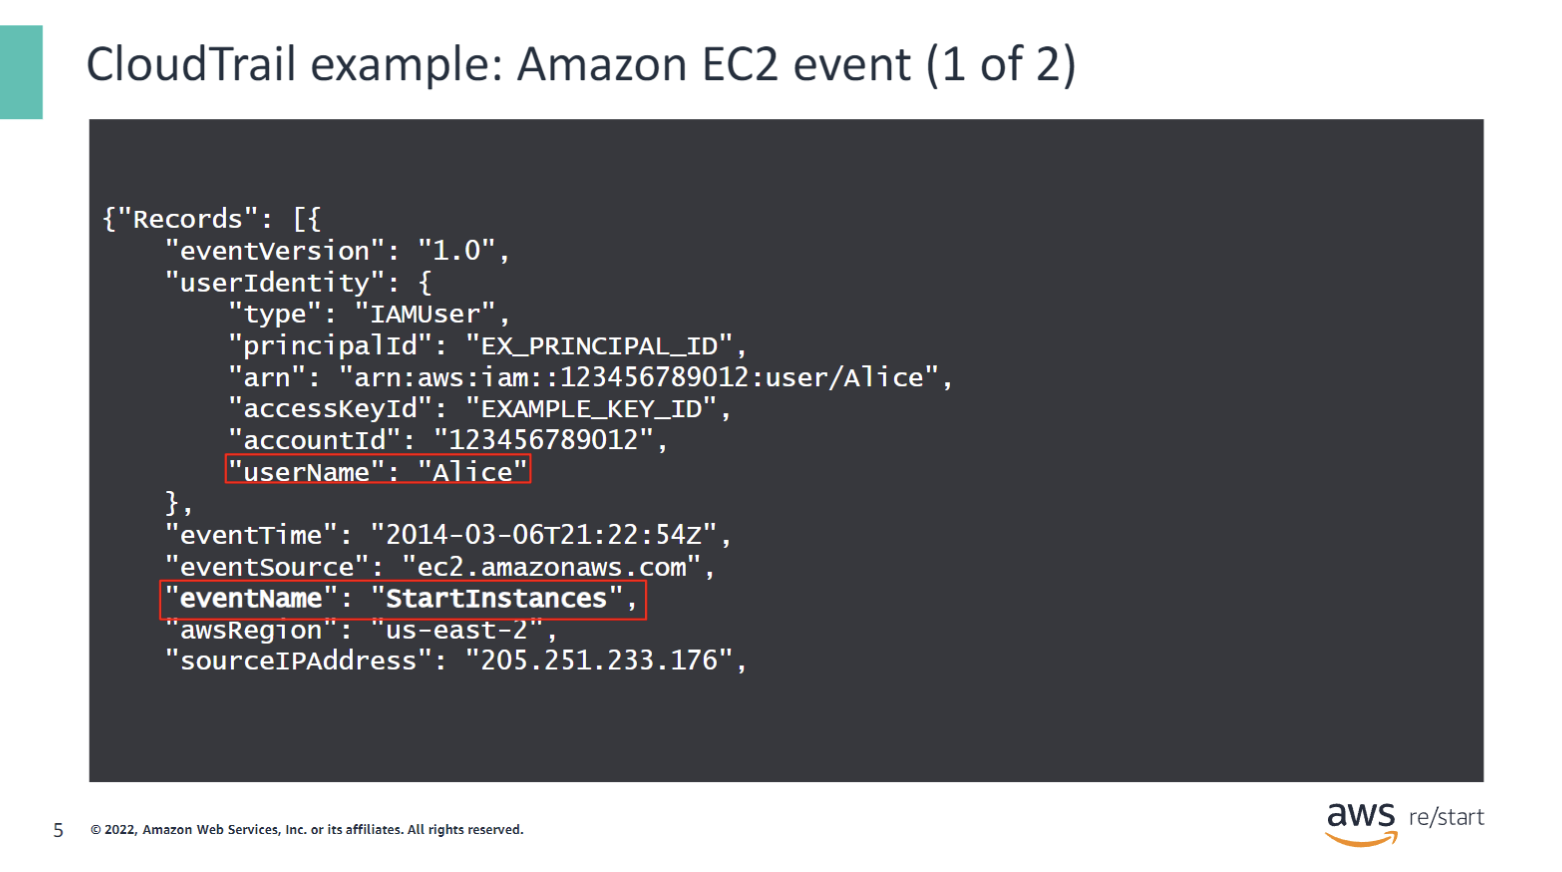 CloudTrail example: Amazon EC2 event (1 of 2)
{"Records": [{
"eventVersion": "1.0",
"userIdentity": {
"type": "IAMUser",
"principalId": "EX_PRINCIPAL_ID",
"arn": "arn:aws:iam::123456789012:user/Alice",
"accessKeyId": "EXAMPLE_KEY_ID",
"accountId": "123456789012",
"userName": "Alice"
},
"eventTime": "2014-03-06T21:22:54Z",
"eventSource": "ec2.amazonaws.com",
"eventName": "StartInstances",
"awsRegion": "us-east-2",
"sourceIPAddress": "205.251.233.176",
5 © 2022, Amazon Web Services, Inc. or its affiliates. All rights reserved.
aws re/start